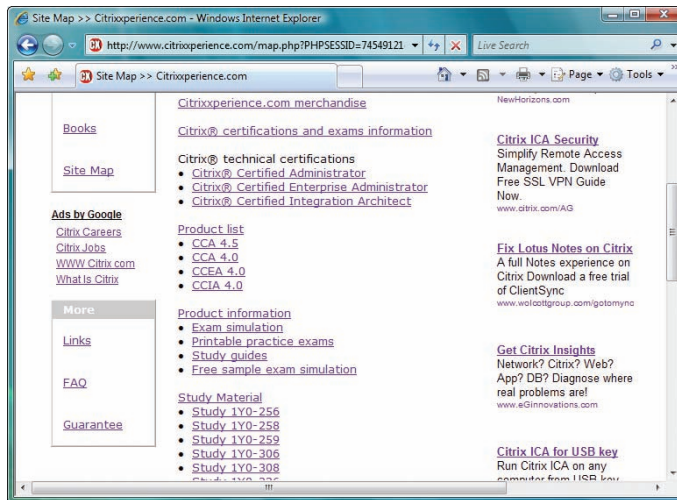 Site Map >> Citrixxperience.com - Windows Internet Explorer
http://www.citrixxperience.com/map.php?PHPSESSID=74549121
Live Search
Site Map >> Citrixxperience.com
Page
Tools
Books
Site Map
Ads by Google
Citrix Careers
Citrix Jobs
WWW Citrix com
What Is Citrix
More
Links
FAQ
Guarantee
Citrixxperience.com merchandise
Citrix® certifications and exams information
Citrix® technical certifications
• Citrix® Certified Administrator
• Citrix® Certified Enterprise Administrator
• Citrix® Certified Integration Architect
Product list
• CCA 4.5
• CCA 4.0
• CCEA 4.0
• CCIA 4.0
Product information
• Exam simulation
• Printable practice exams
• Study guides
• Free sample exam simulation
Study Material
• Study 1Y0-256
• Study 1Y0-258
• Study 1Y0-259
• Study 1Y0-306
• Study 1Y0-308
NewHorizons.com
Citrix ICA Security
Simplify Remote Access
Management. Download
Free SSL VPN Guide
Now.
www.citrix.com/AG
Fix Lotus Notes on Citrix
A full Notes experience on
Citrix Download a free trial
of ClientSync
www.wolcottgroup.com/gotomync
Get Citrix Insights
Network? Citrix? Web?
App? DB? Diagnose where
real problems are!
www.eGinnovations.com
Citrix ICA for USB key
Run Citrix ICA on any
computer from USB key